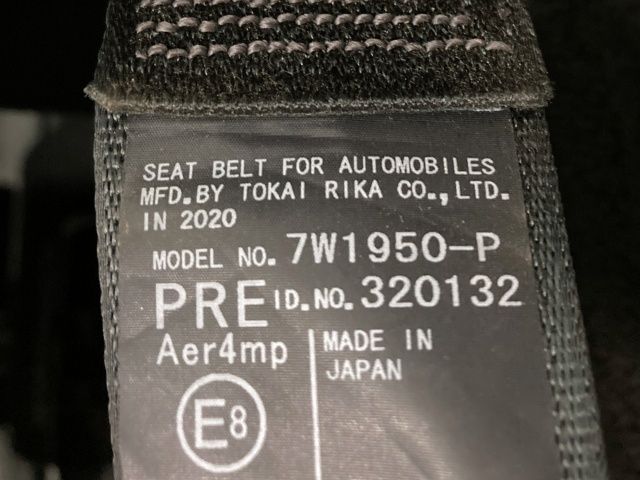 SEAT BELT FOR AUTOMOBILES
MFD.BY TOKAI RIKA CO.,LTD.
IN 2020
MODEL NO. 7W1950-P
PRE ID.NO. 320132
Aer4mp
MADE IN
JAPAN
E8